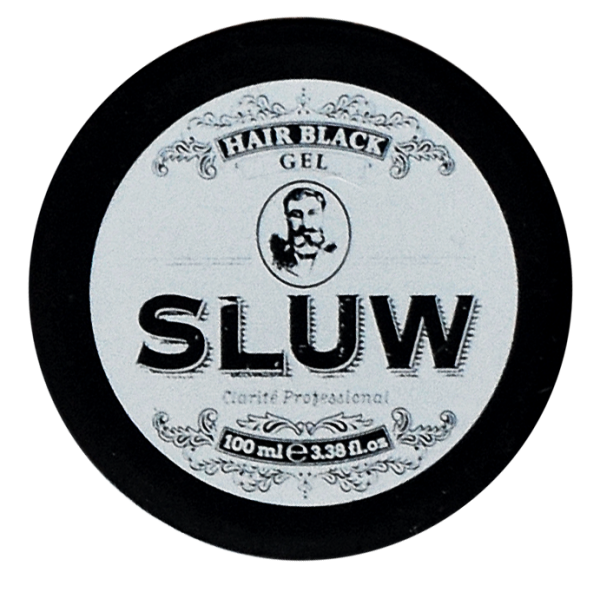 HAIR BLACK
GEL
SLUW
Clarité Professional
100 ml ℮ 3.38 fl.oz